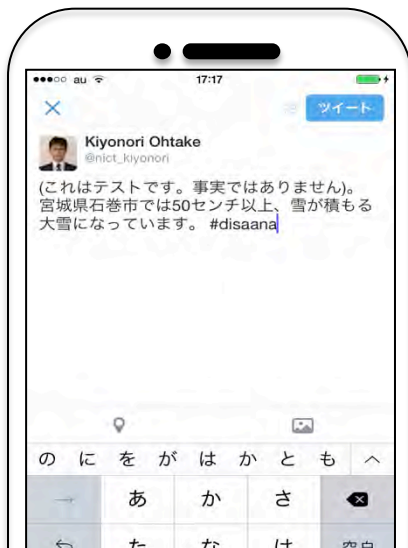 au 17:17
ツイート
Kiyonori Ohtake
@nict_kiyonori
(これはテストです。事実ではありません)。
宮城県石巻市では50センチ以上、雪が積もる
大雪になっています。 #disaana
の に を が は か と も
→ あ か さ
た な は 空白